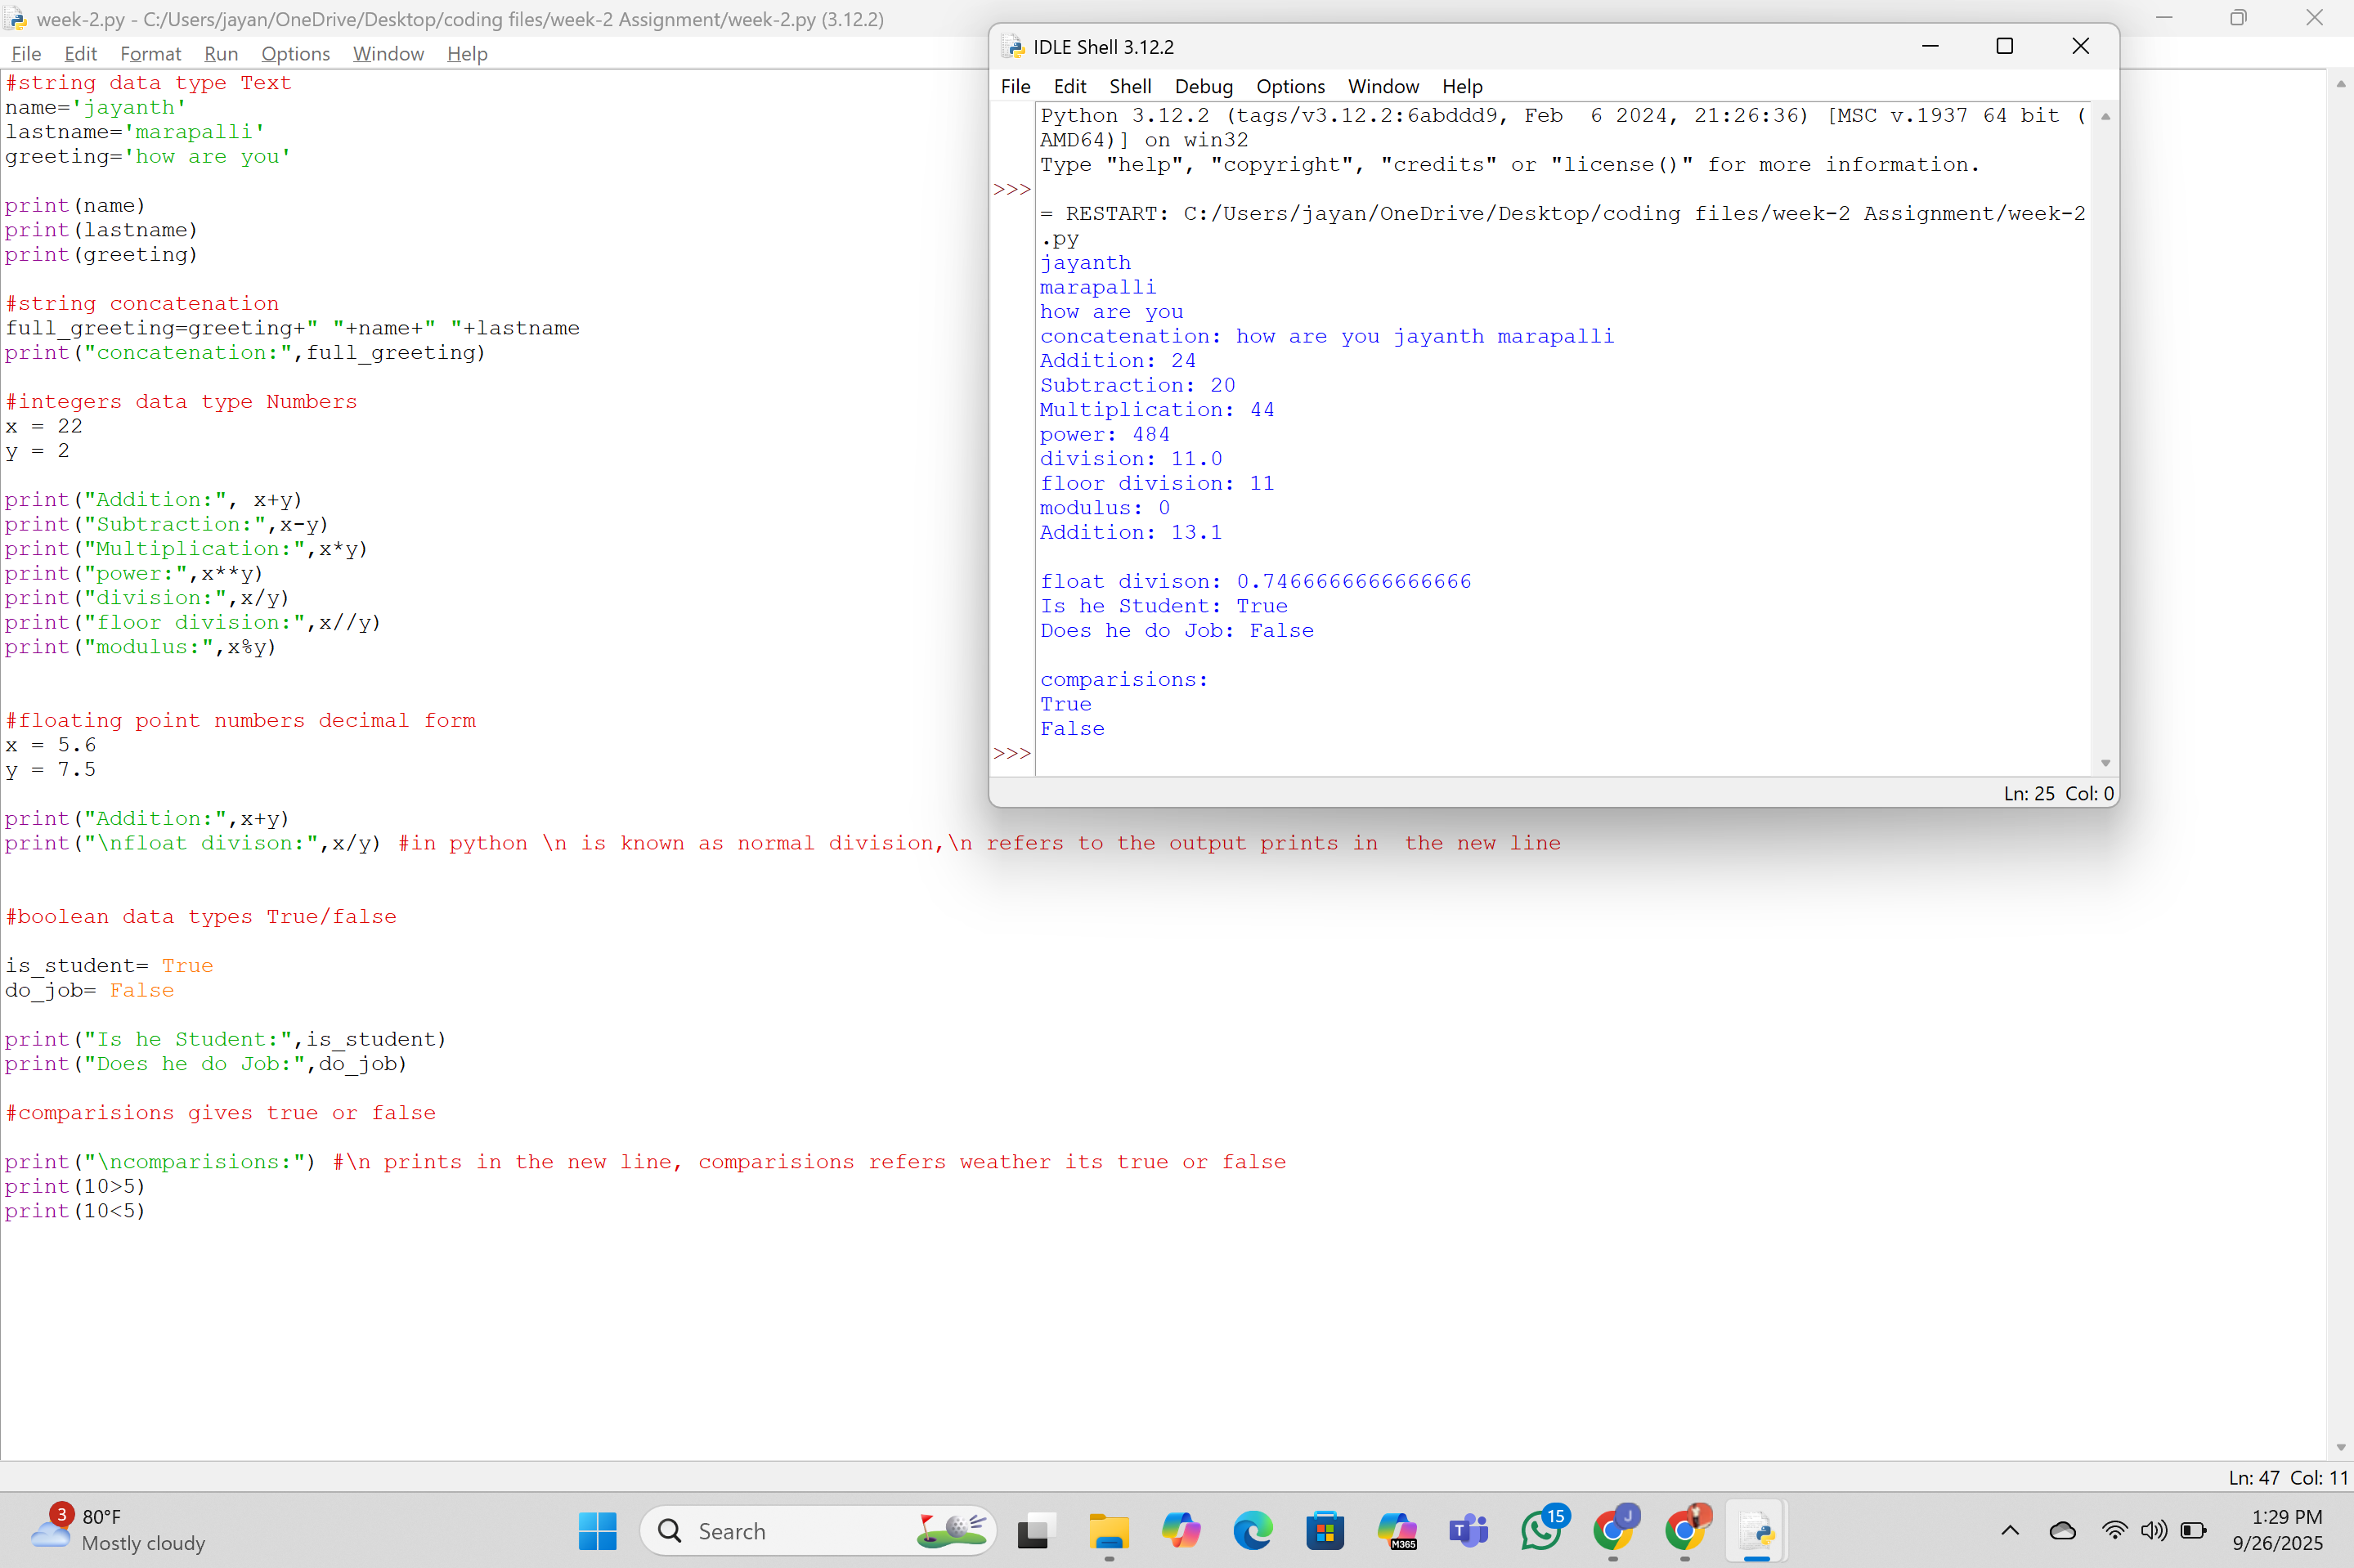 week-2.py - C:/Users/jayan/OneDrive/Desktop/coding files/week-2 Assignment/week-2.py (3.12.2)
File Edit Format Run Options Window Help
#string data type Text
name='jayanth'
lastname='marapalli'
greeting='how are you'
print(name)
print(lastname)
print(greeting)
#string concatenation
full_greeting=greeting+" "+name+" "+lastname
print("concatenation:",full_greeting)
#integers data type Numbers
x = 22
y = 2
print("Addition:", x+y)
print("Subtraction:",x-y)
print("Multiplication:",x*y)
print("power:",x**y)
print("division:",x/y)
print("floor division:",x//y)
print("modulus:",x%y)
#floating point numbers decimal form
x = 5.6
y = 7.5
print("Addition:",x+y)
print("\nfloat divison:",x/y) #in python \n is known as normal division,\n refers to the output prints in  the new line
#boolean data types True/false
is_student= True
do_job= False
print("Is he Student:",is_student)
print("Does he do Job:",do_job)
#comparisions gives true or false
print("\ncomparisions:") #\n prints in the new line, comparisions refers weather its true or false
print(10>5)
print(10<5)
Ln: 47 Col: 11
IDLE Shell 3.12.2
File Edit Shell Debug Options Window Help
Python 3.12.2 (tags/v3.12.2:6abddd9, Feb  6 2024, 21:26:36) [MSC v.1937 64 bit (
AMD64)] on win32
Type "help", "copyright", "credits" or "license()" for more information.
>>>
= RESTART: C:/Users/jayan/OneDrive/Desktop/coding files/week-2 Assignment/week-2
.py
jayanth
marapalli
how are you
concatenation: how are you jayanth marapalli
Addition: 24
Subtraction: 20
Multiplication: 44
power: 484
division: 11.0
floor division: 11
modulus: 0
Addition: 13.1
float divison: 0.7466666666666666
Is he Student: True
Does he do Job: False
comparisions:
True
False
>>>
Ln: 25 Col: 0
3
80°F
Mostly cloudy
Search
M365
T
15
J
1:29 PM
9/26/2025